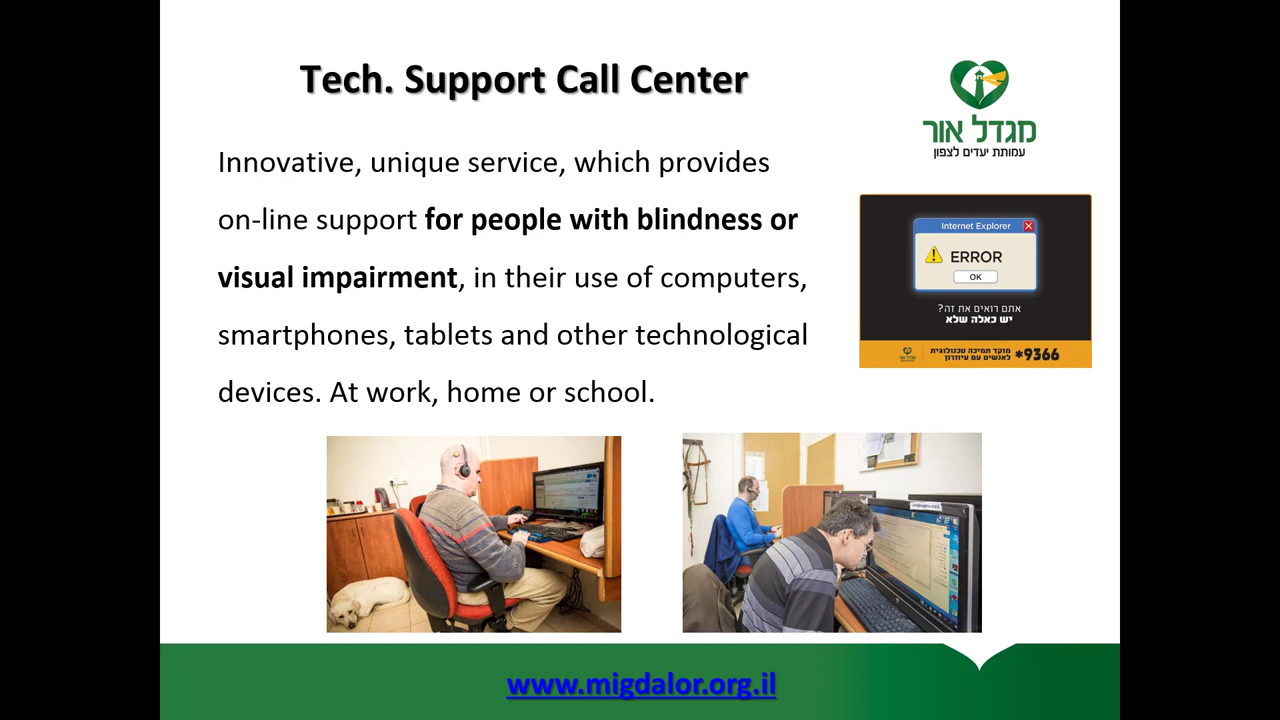 Tech. Support Call Center
מגדל אור
עמותת יעדים לצפון
Innovative, unique service, which provides
on-line support for people with blindness or
visual impairment, in their use of computers,
smartphones, tablets and other technological
devices. At work, home or school.
Internet Explorer
ERROR
OK
אתם רואים את זה?
יש כאלה שלא
מוקד תמיכה טכנולוגית
לאנשים עם עיוורון
*9366
מגדל אור
www.migdalor.org.il